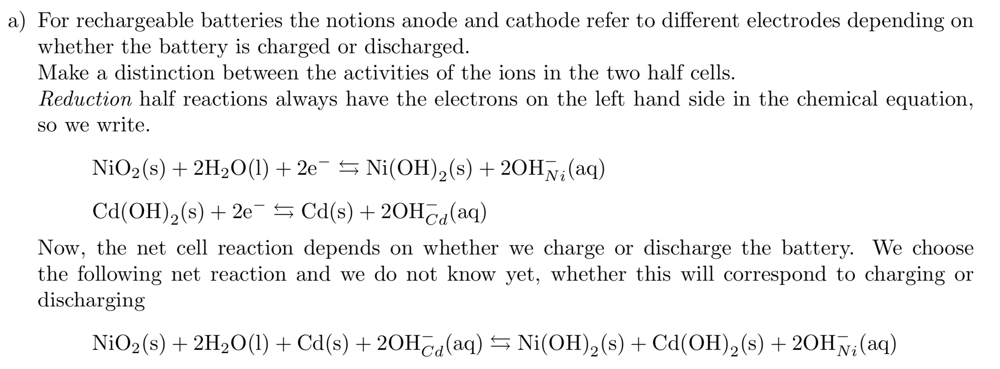 a) For rechargeable batteries the notions anode and cathode refer to different electrodes depending on
whether the battery is charged or discharged.
Make a distinction between the activities of the ions in the two half cells.
Reduction half reactions always have the electrons on the left hand side in the chemical equation,
so we write.
NiO₂(s) + 2H₂O(l) + 2e⁻ ⇆ Ni(OH)₂(s) + 2OH⁻_Ni(aq)
Cd(OH)₂(s) + 2e⁻ ⇆ Cd(s) + 2OH⁻_Cd(aq)
Now, the net cell reaction depends on whether we charge or discharge the battery. We choose
the following net reaction and we do not know yet, whether this will correspond to charging or
discharging
NiO₂(s) + 2H₂O(l) + Cd(s) + 2OH⁻_Cd(aq) ⇆ Ni(OH)₂(s) + Cd(OH)₂(s) + 2OH⁻_Ni(aq)